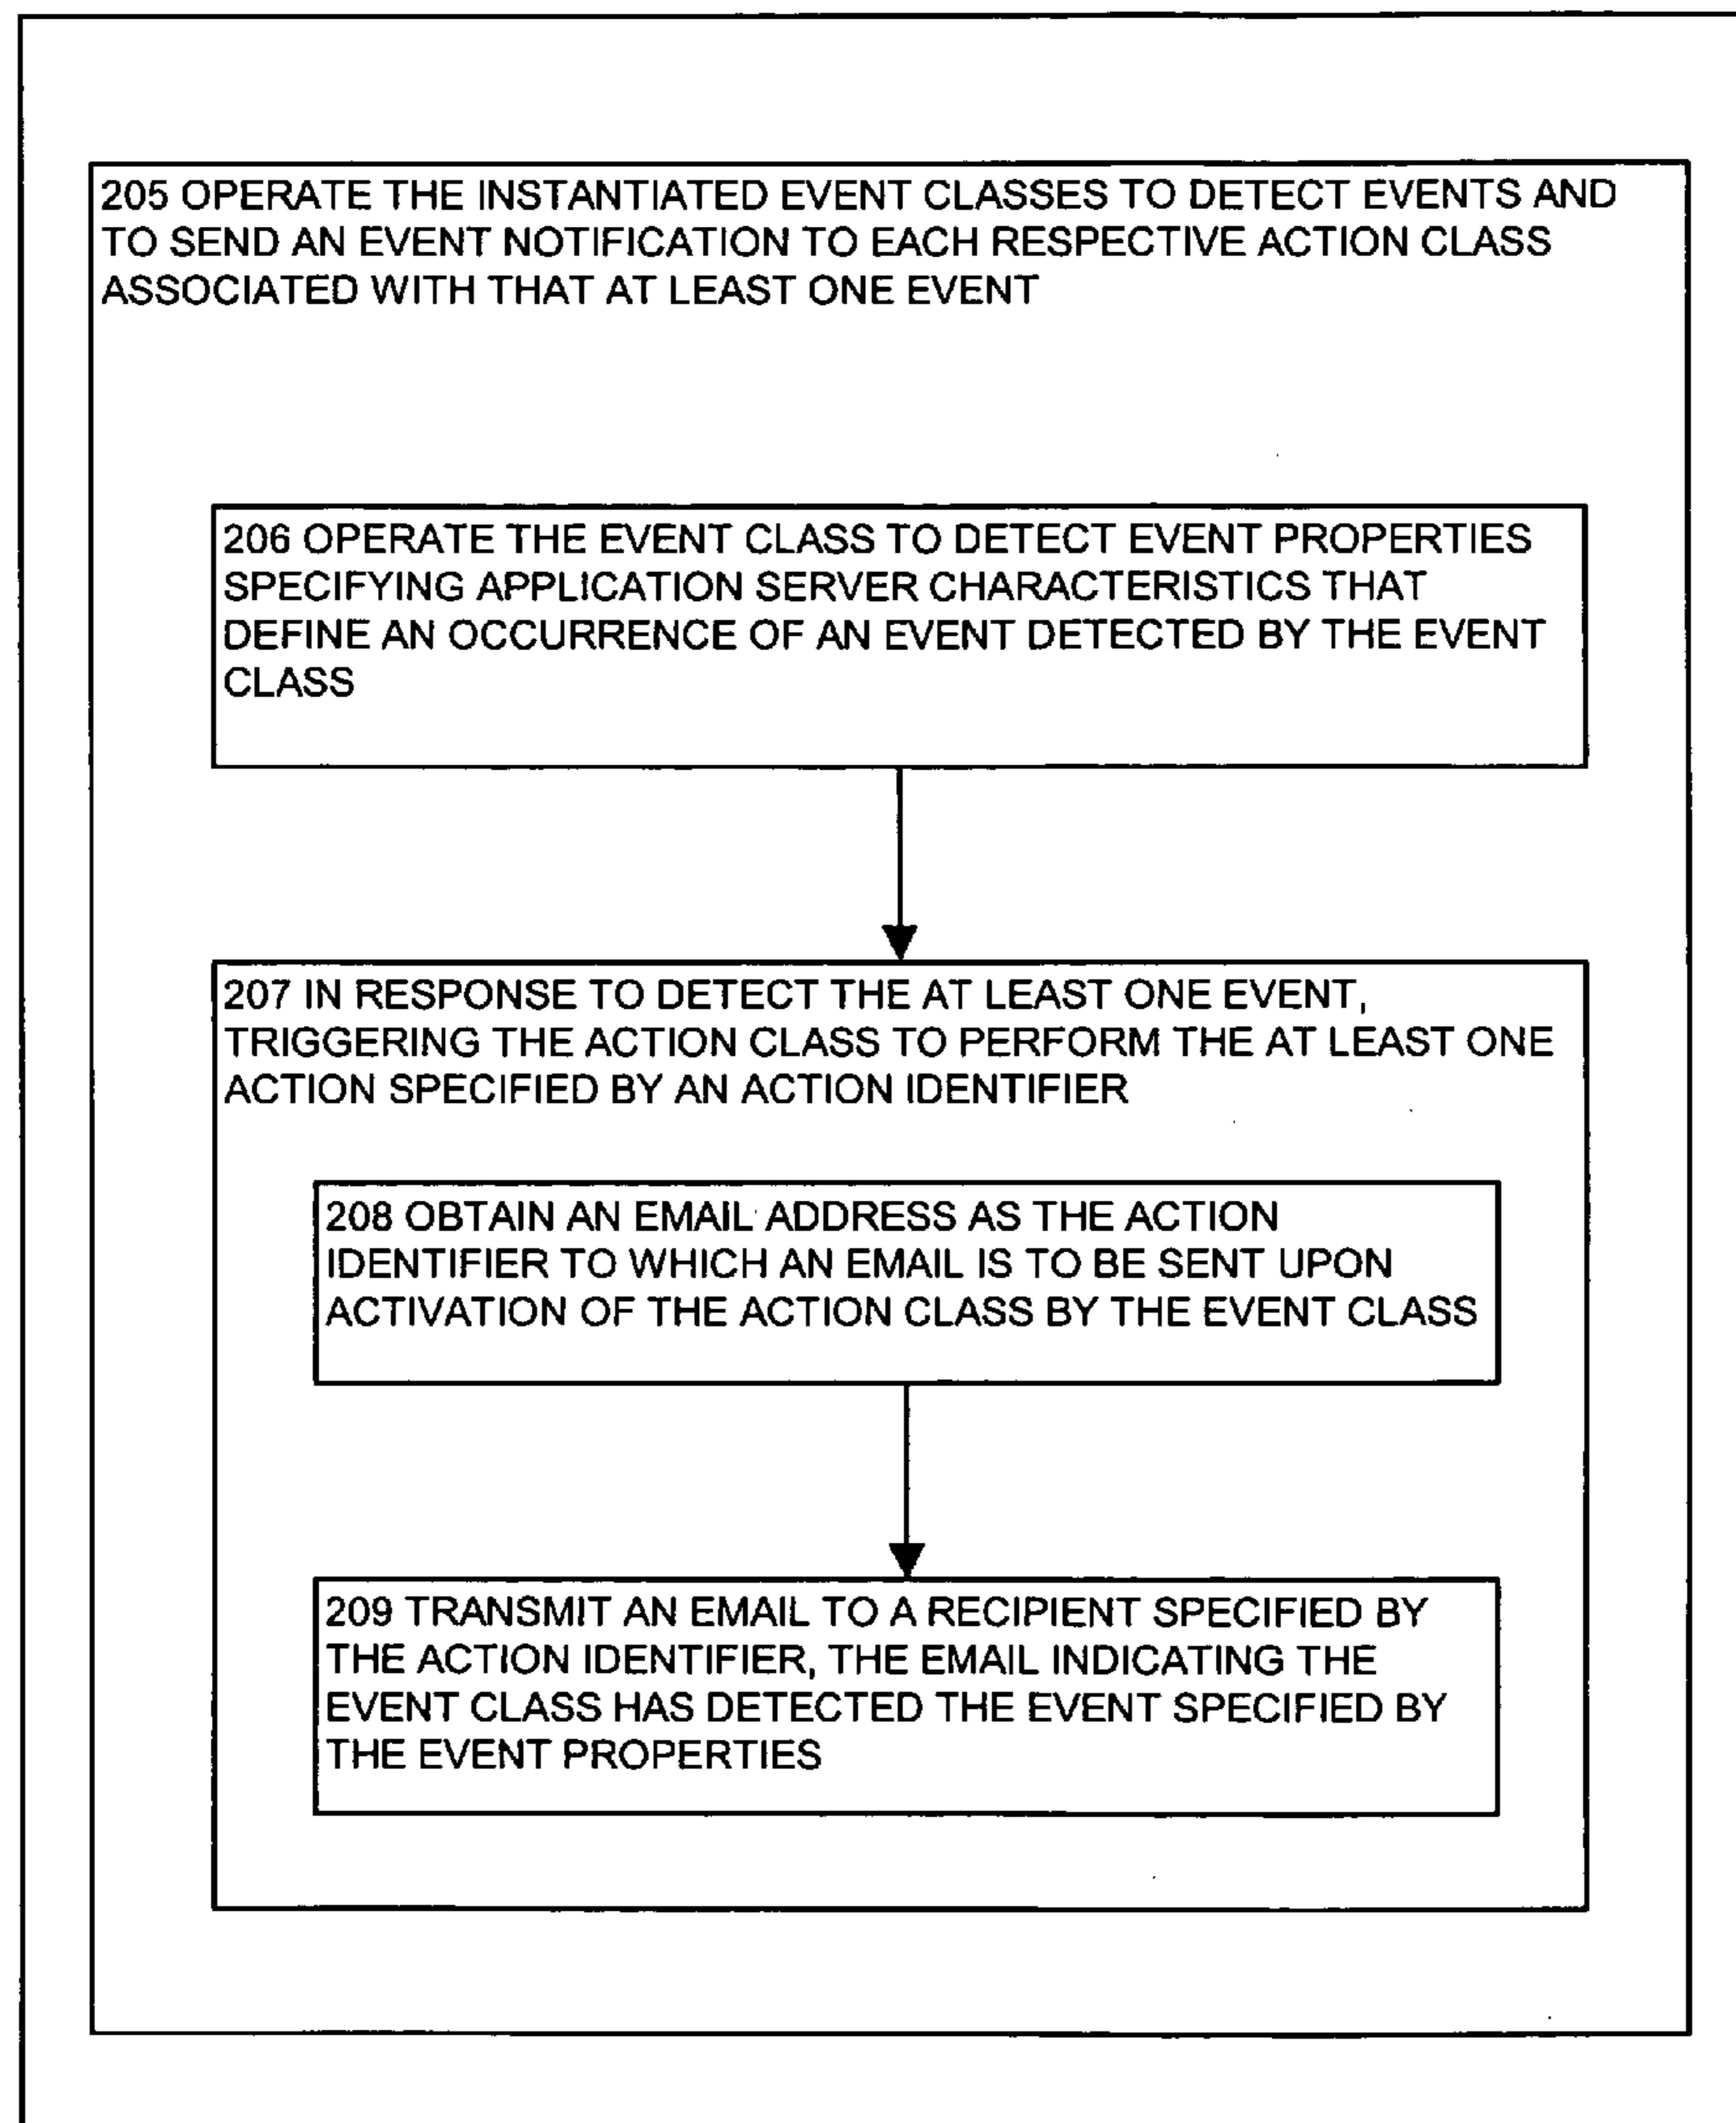 205 OPERATE THE INSTANTIATED EVENT CLASSES TO DETECT EVENTS AND
TO SEND AN EVENT NOTIFICATION TO EACH RESPECTIVE ACTION CLASS
ASSOCIATED WITH THAT AT LEAST ONE EVENT
206 OPERATE THE EVENT CLASS TO DETECT EVENT PROPERTIES
SPECIFYING APPLICATION SERVER CHARACTERISTICS THAT
DEFINE AN OCCURRENCE OF AN EVENT DETECTED BY THE EVENT
CLASS
207 IN RESPONSE TO DETECT THE AT LEAST ONE EVENT,
TRIGGERING THE ACTION CLASS TO PERFORM THE AT LEAST ONE
ACTION SPECIFIED BY AN ACTION IDENTIFIER
208 OBTAIN AN EMAIL ADDRESS AS THE ACTION
IDENTIFIER TO WHICH AN EMAIL IS TO BE SENT UPON
ACTIVATION OF THE ACTION CLASS BY THE EVENT CLASS
209 TRANSMIT AN EMAIL TO A RECIPIENT SPECIFIED BY
THE ACTION IDENTIFIER, THE EMAIL INDICATING THE
EVENT CLASS HAS DETECTED THE EVENT SPECIFIED BY
THE EVENT PROPERTIES